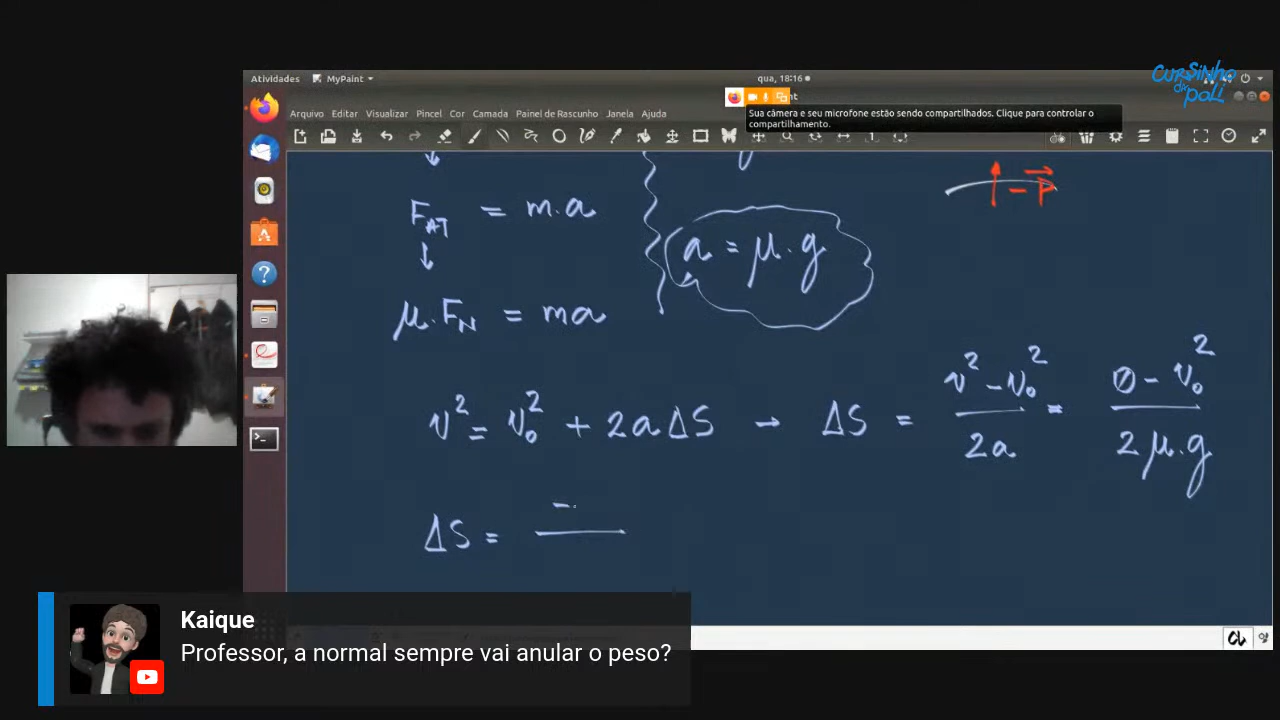 CURSINHO
DA
POLI
Atividades MyPaint qua, 18:16
Arquivo Editar Visualizar Pincel Cor Camada Painel de Rascunho Janela Ajuda
Sua câmera e seu microfone estão sendo compartilhados. Clique para controlar o
compartilhamento.
- P
F_AT = m.a
a = μ.g
μ.F_N = ma
v² = v₀² + 2aΔS → ΔS = (v² - v₀²)/2a = (0 - v₀²)/2μ.g
ΔS = -
Kaique
Professor, a normal sempre vai anular o peso?